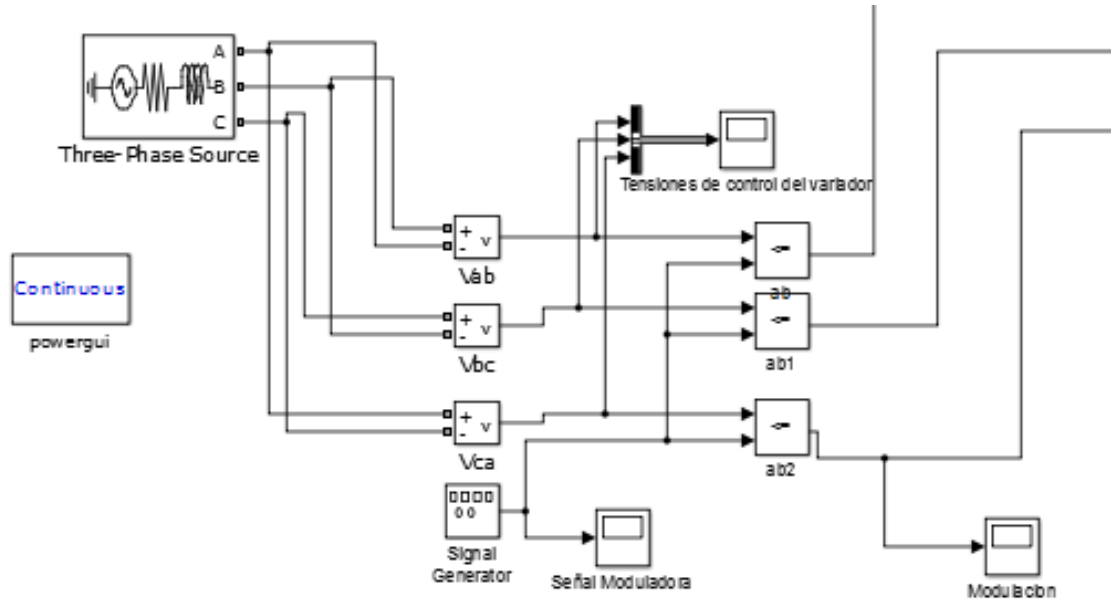 A
B
C
Three-Phase Source
Tensiones de control del variador
+
-
v
Vab
<=
ab
Continuous
powergui
+
-
v
Vbc
<=
ab1
+
-
v
Vca
<=
ab2
Signal
Generator
Señal Moduladora
Modulacion